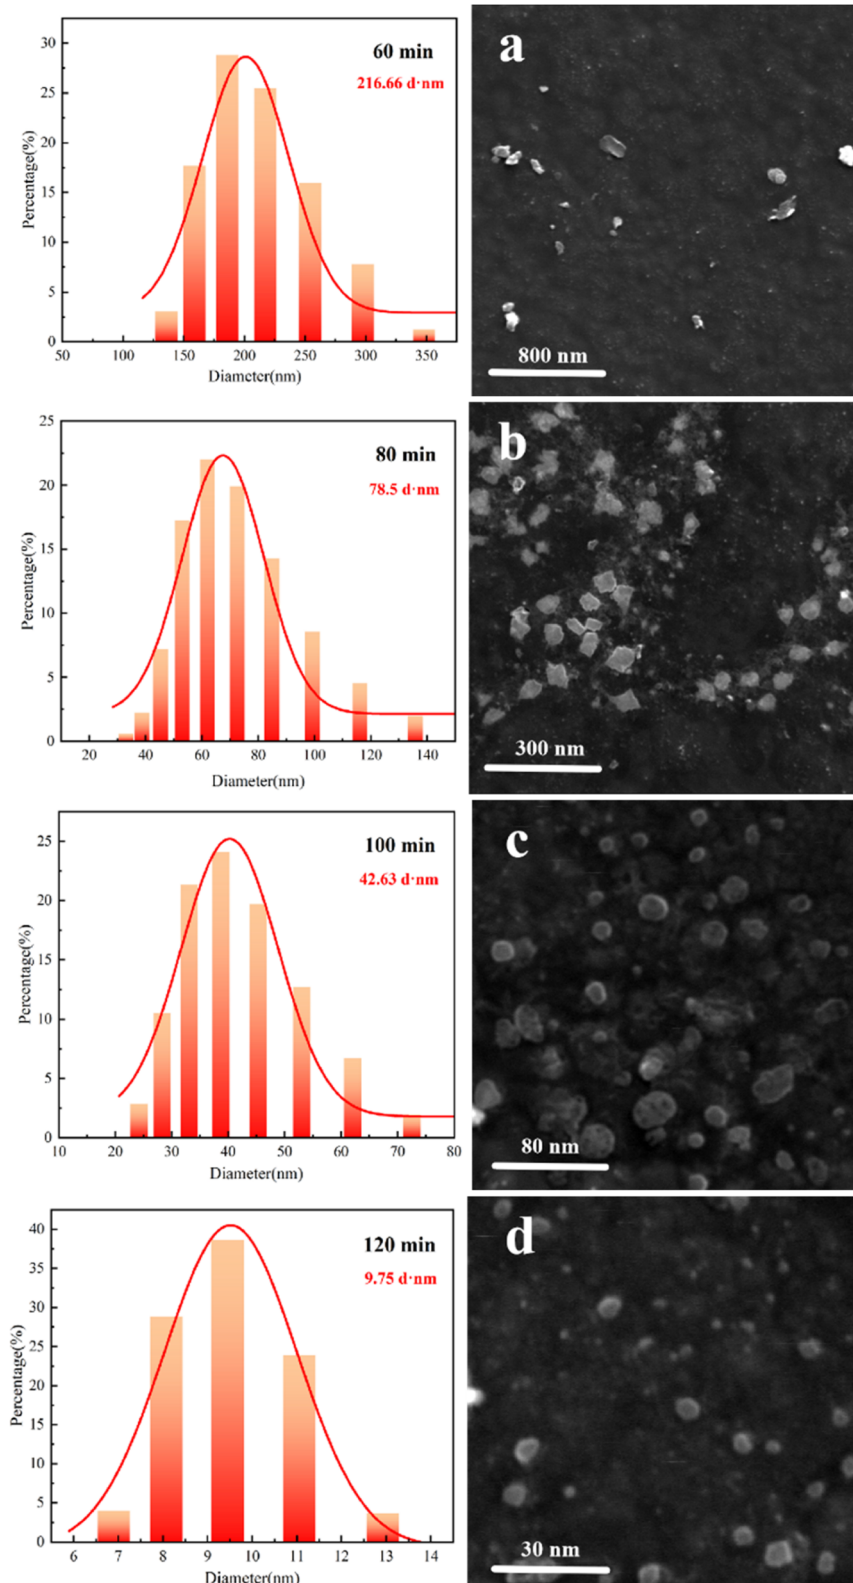 60 min
216.66 d·nm
30
25
20
15
10
5
0
Percentage(%)
50 100 150 200 250 300 350
Diameter(nm)
a
800 nm
80 min
78.5 d·nm
25
20
15
10
5
0
Percentage(%)
20 40 60 80 100 120 140
Diameter(nm)
b
300 nm
100 min
42.63 d·nm
25
20
15
10
5
0
Percentage(%)
10 20 30 40 50 60 70 80
Diameter(nm)
c
80 nm
120 min
9.75 d·nm
40
35
30
25
20
15
10
5
0
Percentage(%)
6 7 8 9 10 11 12 13 14
Diameter(nm)
d
30 nm